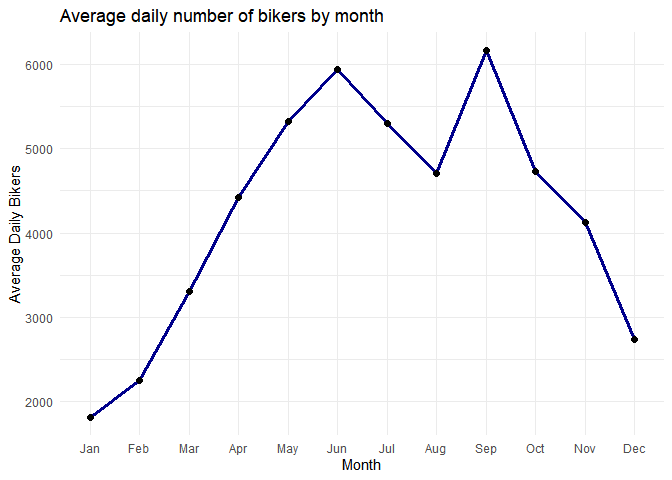 Average daily number of bikers by month
Average Daily Bikers
6000
5000
4000
3000
2000
Jan Feb Mar Apr May Jun Jul Aug Sep Oct Nov Dec
Month